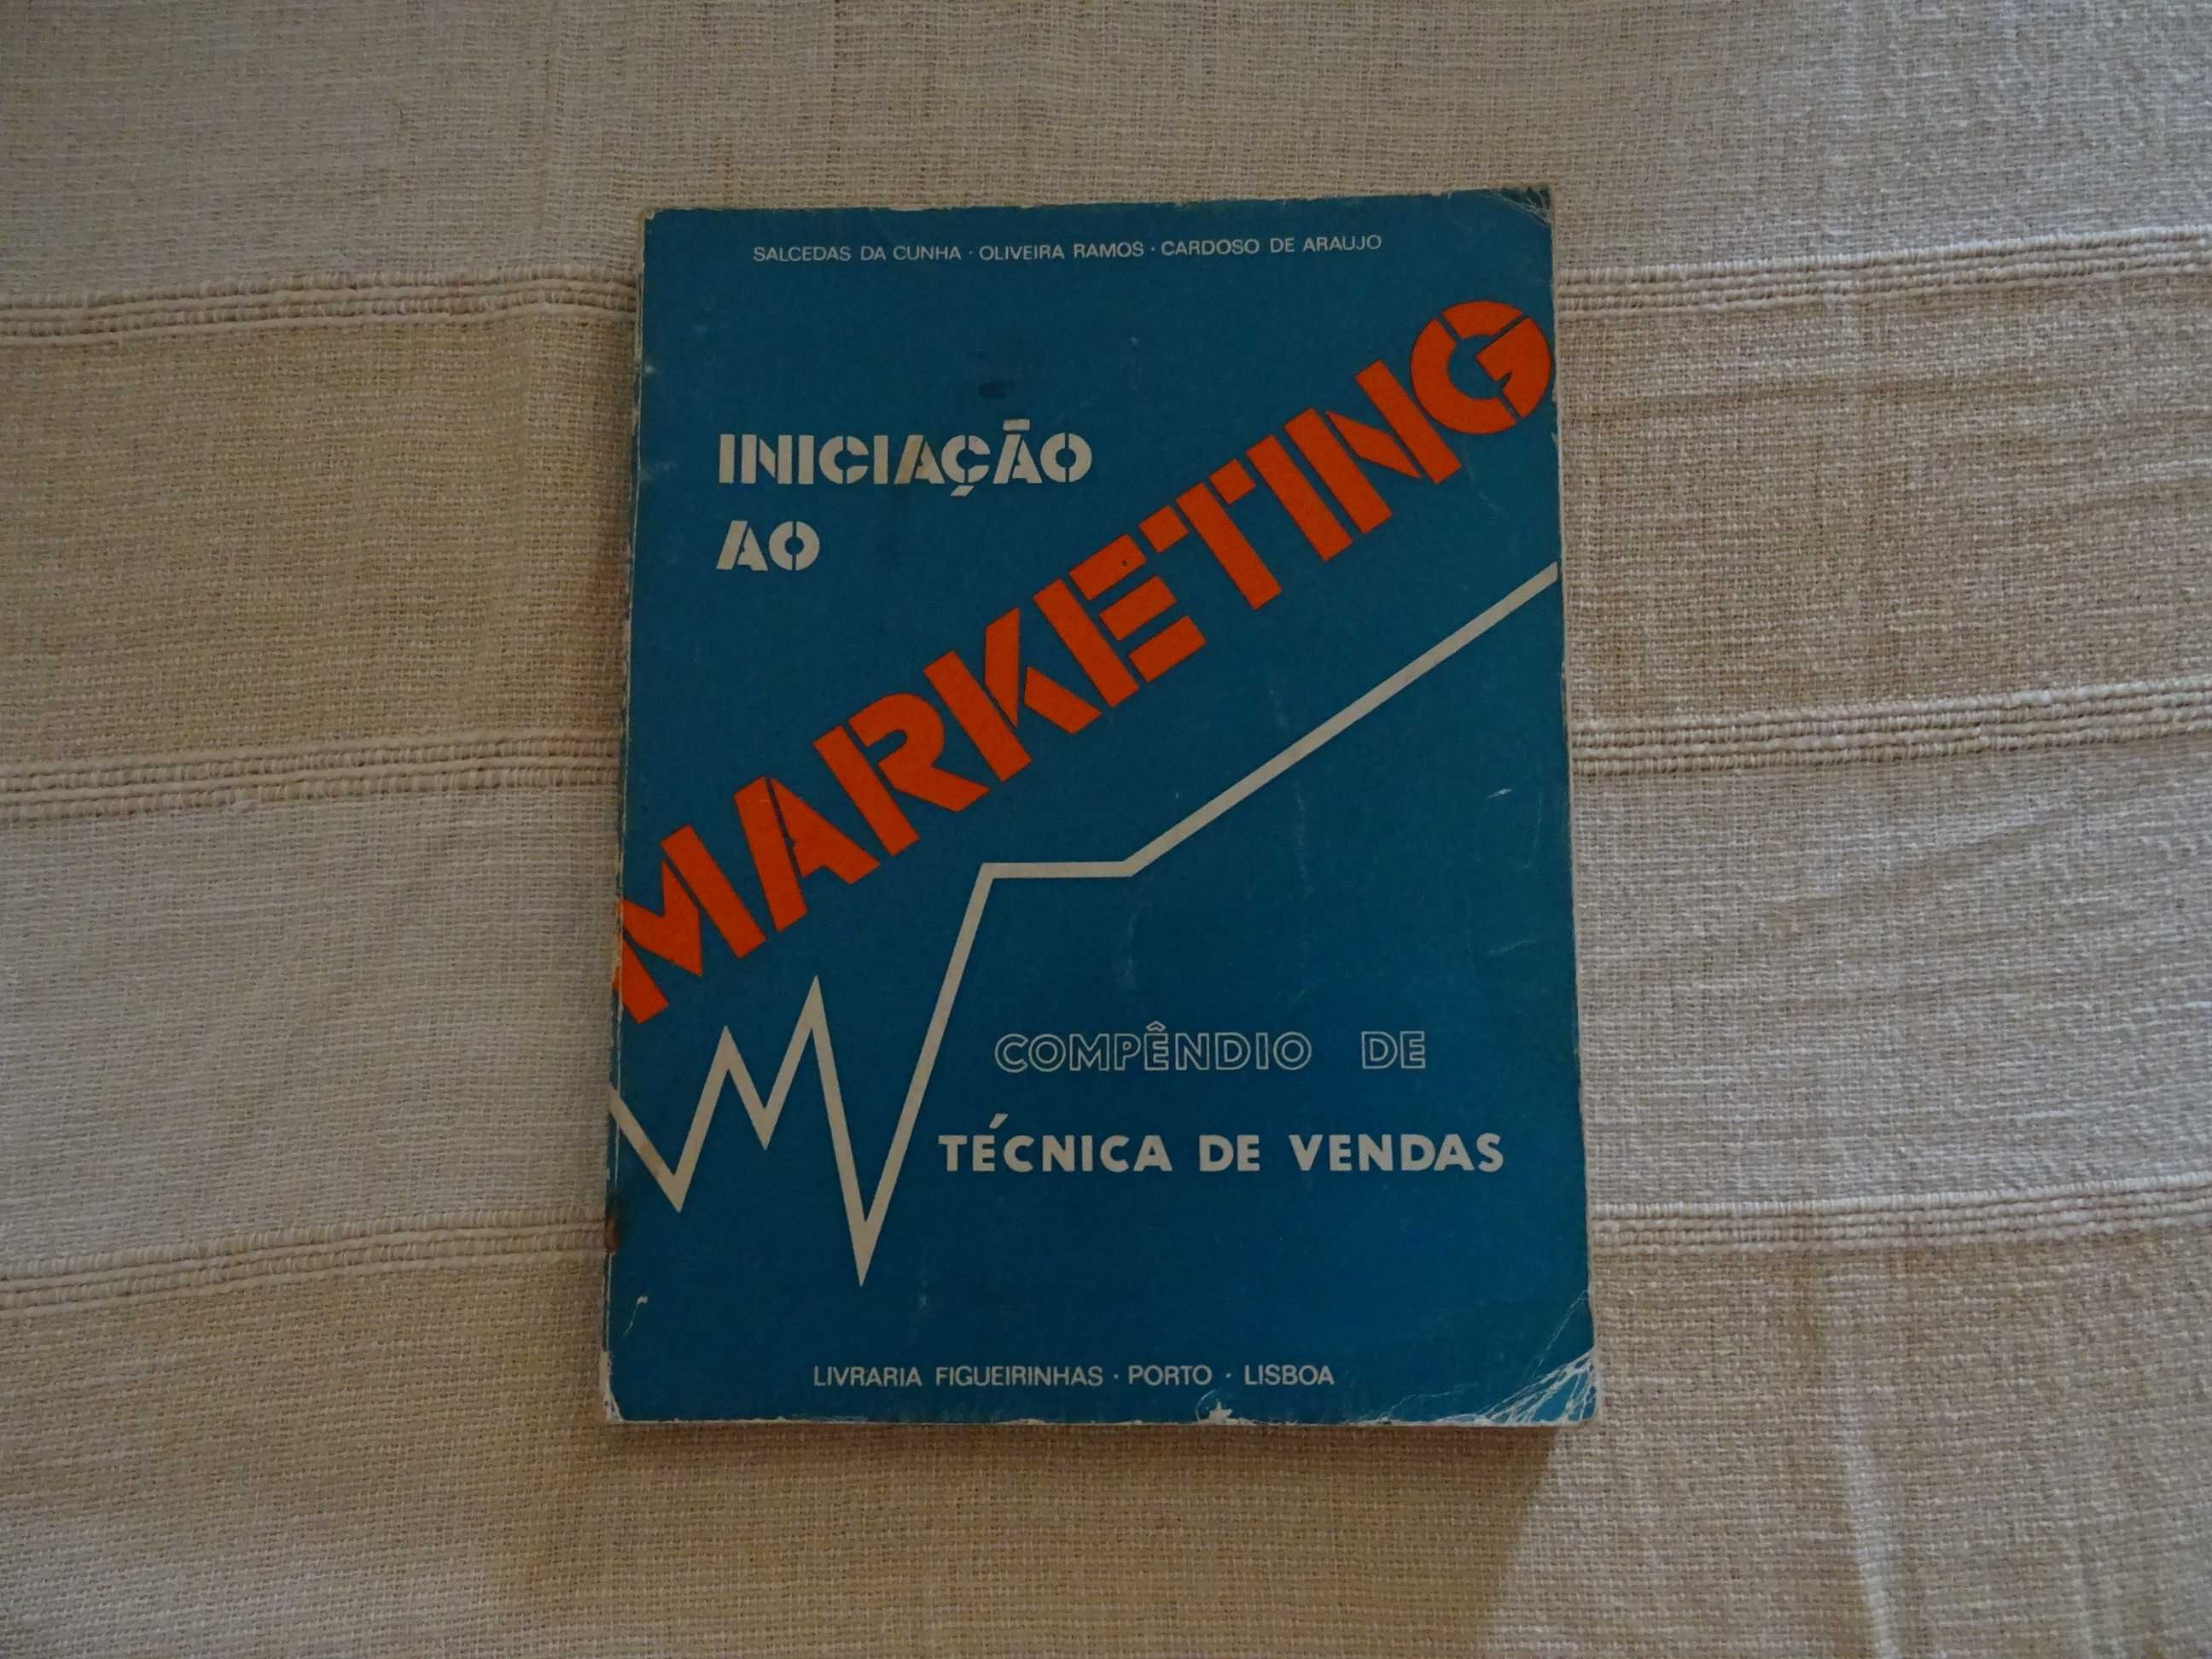 SALCEDAS DA CUNHA · OLIVEIRA RAMOS · CARDOSO DE ARAUJO
INICIAÇÃO
AO
MARKETING
COMPÊNDIO DE
TÉCNICA DE VENDAS
LIVRARIA FIGUEIRINHAS · PORTO · LISBOA